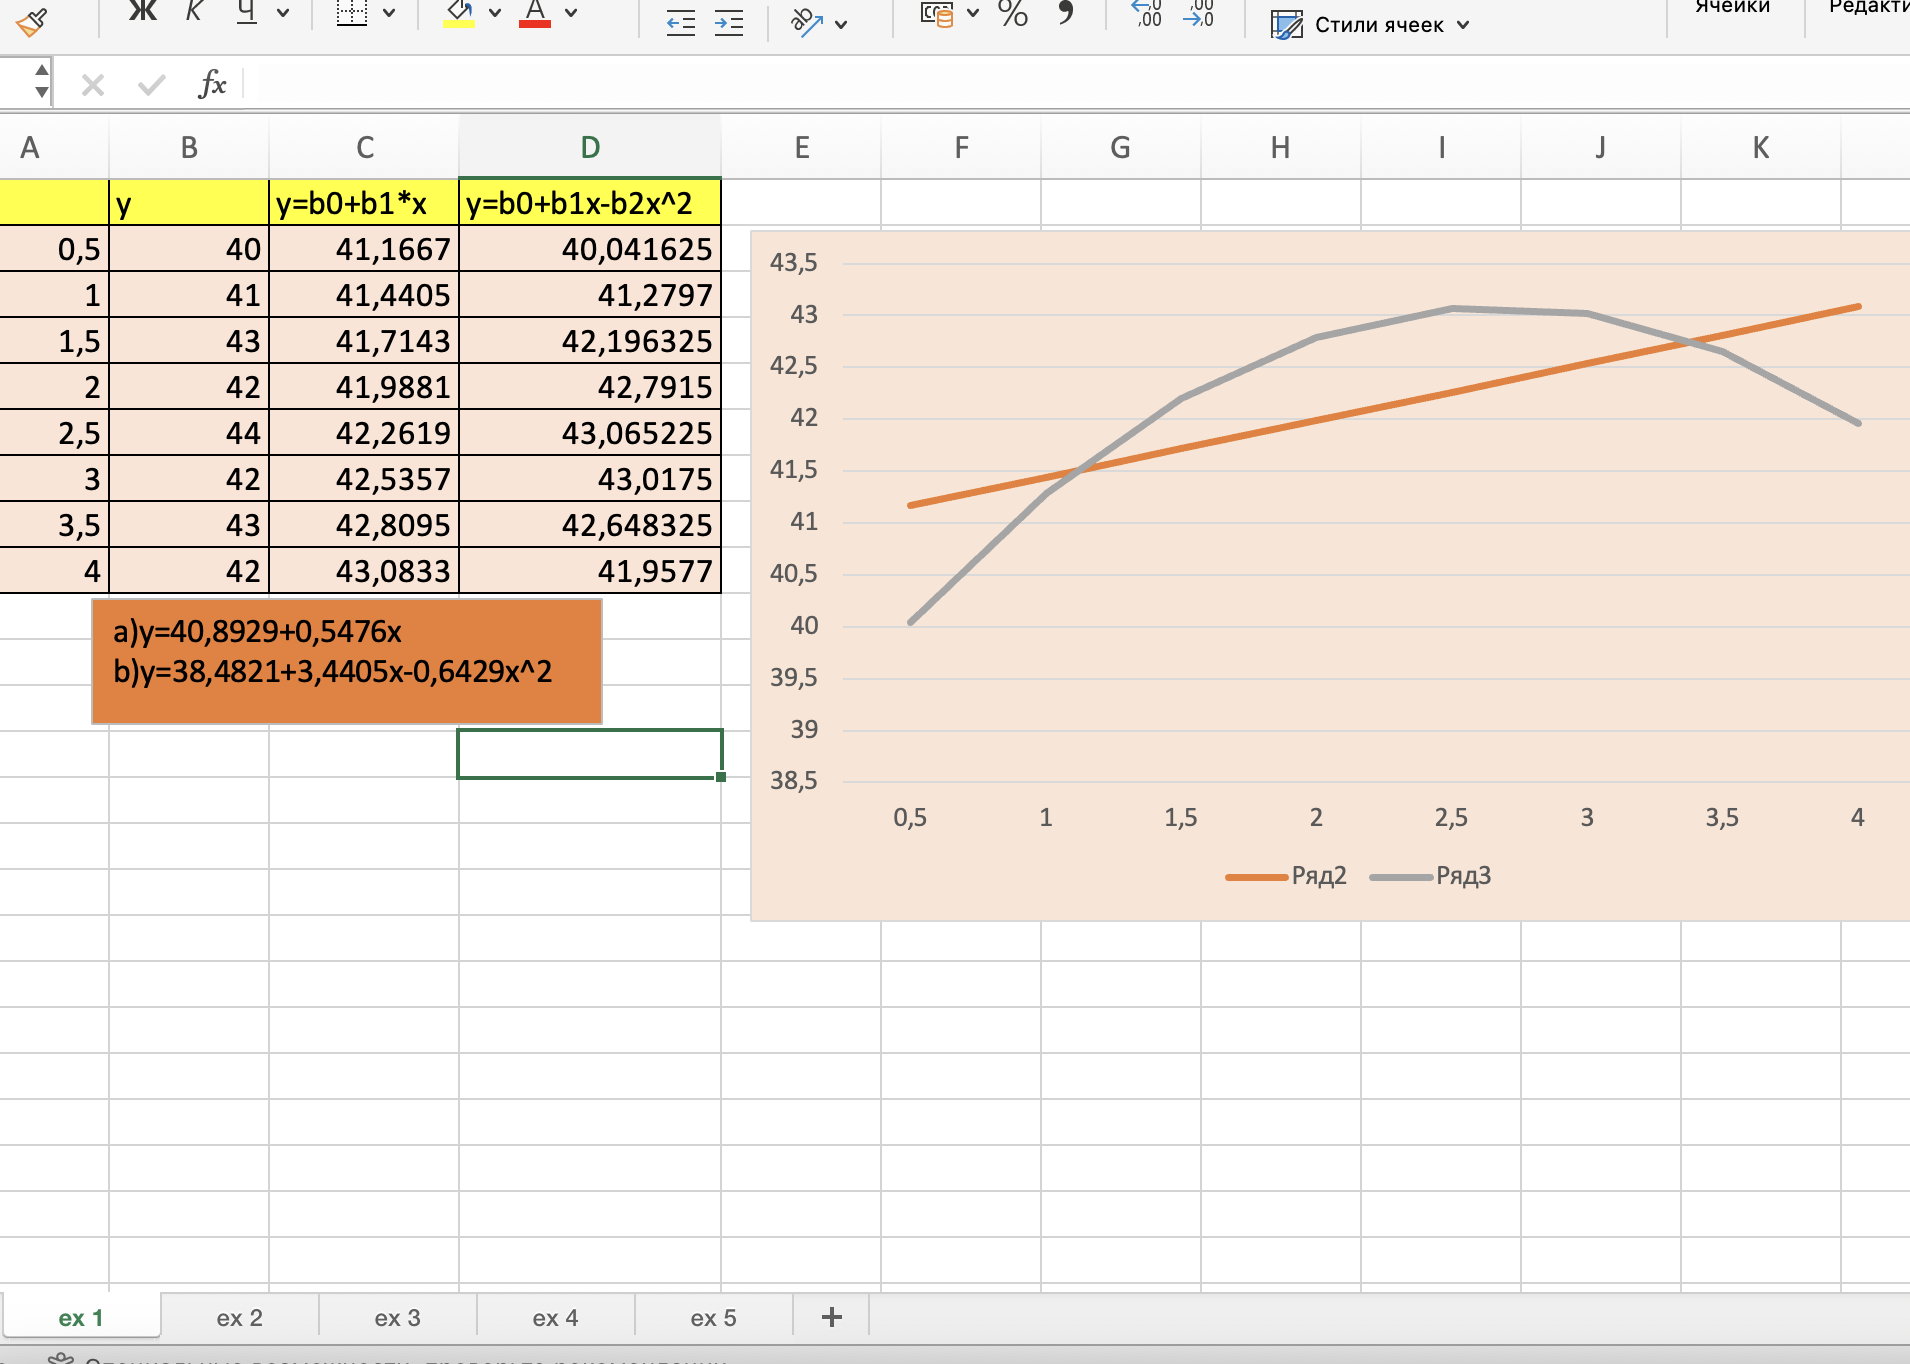 Ж К Ч А ab % ,00 ,00 Стили ячеек Ячейки
fx
A B C D E F G H I J K
y y=b0+b1*x y=b0+b1x-b2x^2
0,5 40 41,1667 40,041625
1 41 41,4405 41,2797
1,5 43 41,7143 42,196325
2 42 41,9881 42,7915
2,5 44 42,2619 43,065225
3 42 42,5357 43,0175
3,5 43 42,8095 42,648325
4 42 43,0833 41,9577
a)y=40,8929+0,5476x
b)y=38,4821+3,4405x-0,6429x^2
43,5
43
42,5
42
41,5
41
40,5
40
39,5
39
38,5
0,5 1 1,5 2 2,5 3 3,5 4
Ряд2 Ряд3
ex 1 ex 2 ex 3 ex 4 ex 5 +